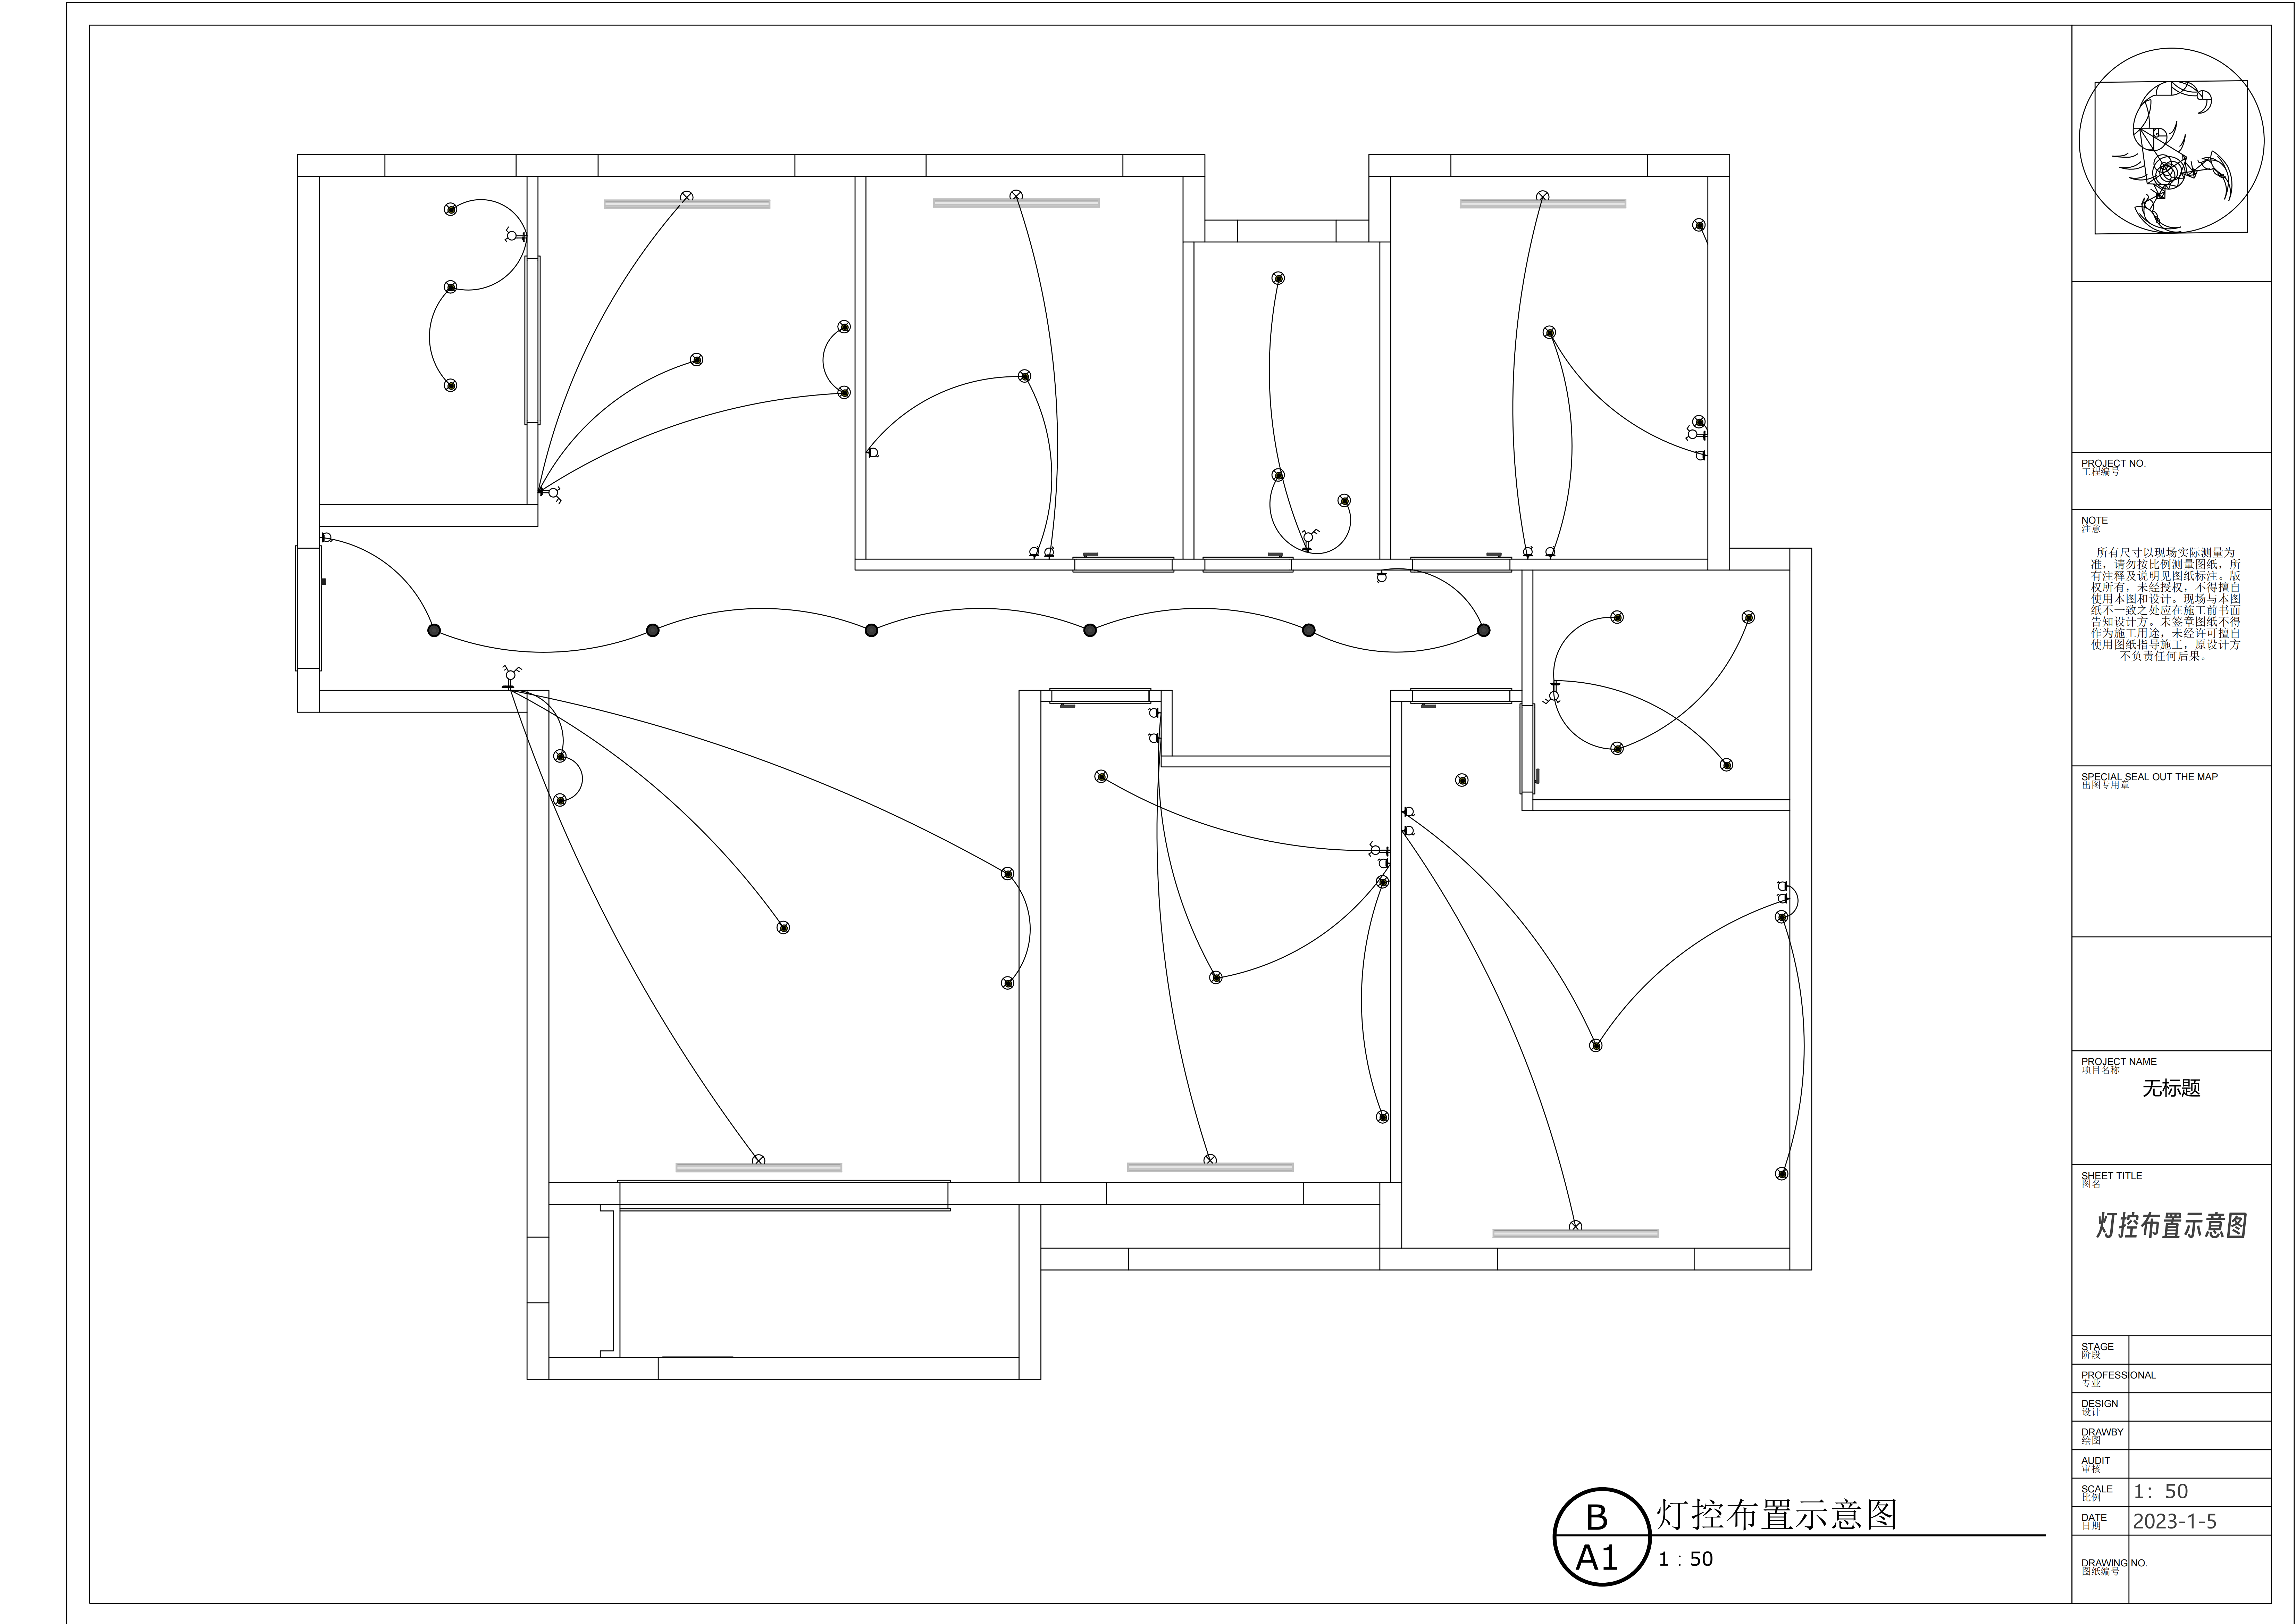 PROJECT NO.
工程编号
NOTE
注意
所有尺寸以现场实际测量为
准，请勿按比例测量图纸，所
有注释及说明见图纸标注。版
权所有，未经授权，不得擅自
使用本图和设计。现场与本图
纸不一致之处应在施工前书面
告知设计方。未签章图纸不得
作为施工用途，未经许可擅自
使用图纸指导施工，原设计方
不负责任何后果。
SPECIAL SEAL OUT THE MAP
出图专用章
PROJECT NAME
项目名称
无标题
SHEET TITLE
图名
灯控布置示意图
STAGE
阶段
PROFESSIONAL
专业
DESIGN
设计
DRAWBY
绘图
AUDIT
审核
SCALE
比例
1：50
DATE
日期
2023-1-5
DRAWING NO.
图纸编号
B
A1
灯控布置示意图
1：50